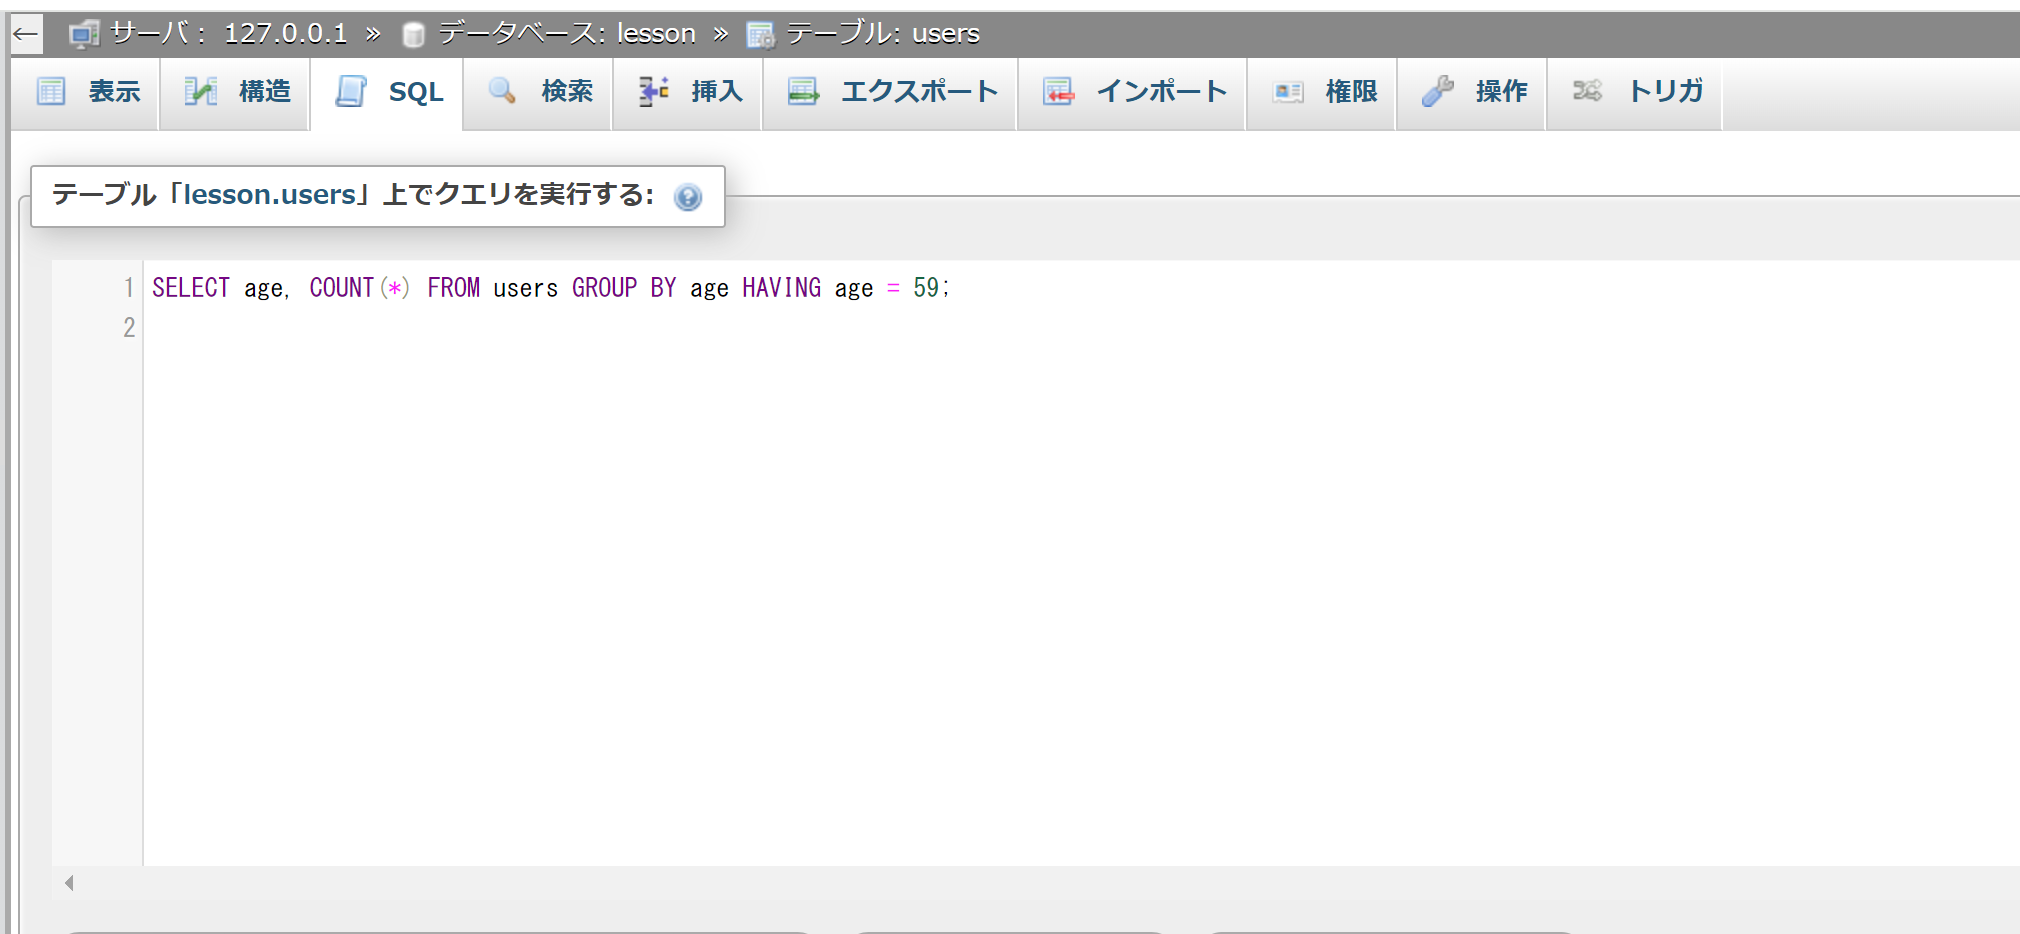 ← サーバ : 127.0.0.1 » データベース: lesson » テーブル: users
表示 構造 SQL 検索 挿入 エクスポート インポート 権限 操作 トリガ
テーブル「lesson.users」上でクエリを実行する:
1 SELECT age, COUNT(*) FROM users GROUP BY age HAVING age = 59;
2